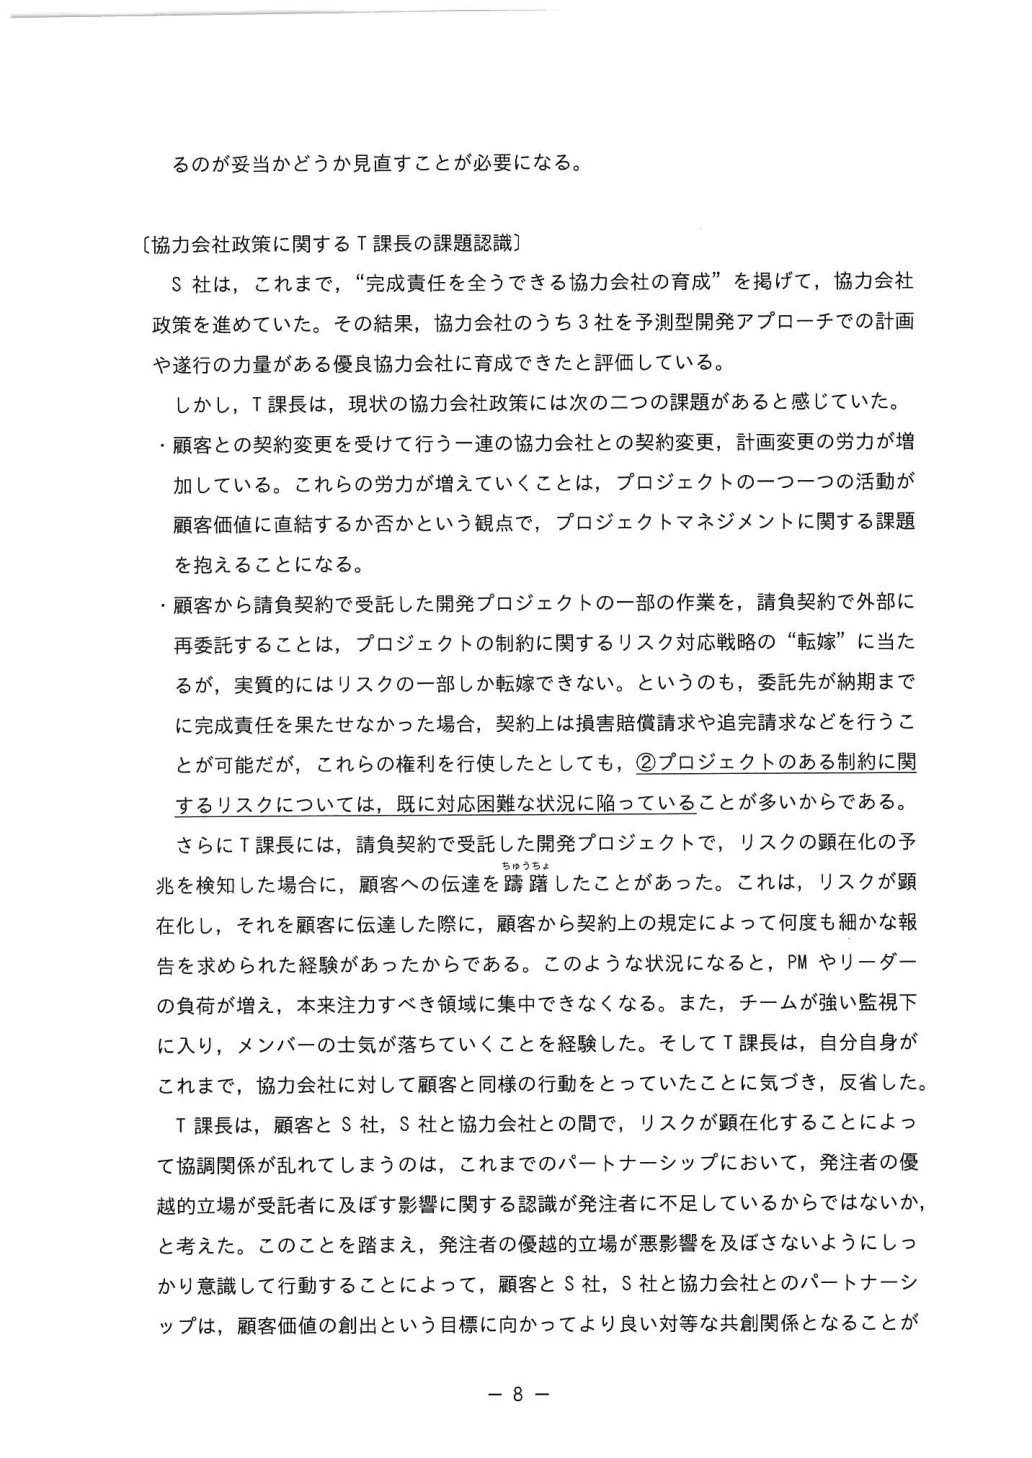 るのが妥当かどうか見直すことが必要になる。
〔協力会社政策に関するT課長の課題認識〕
S 社は，これまで，“完成責任を全うできる協力会社の育成”を掲げて，協力会社
政策を進めていた。その結果，協力会社のうち3社を予測型開発アプローチでの計画
や遂行の力量がある優良協力会社に育成できたと評価している。
しかし，T課長は，現状の協力会社政策には次の二つの課題があると感じていた。
・顧客との契約変更を受けて行う一連の協力会社との契約変更，計画変更の労力が増
加している。これらの労力が増えていくことは，プロジェクトの一つ一つの活動が
顧客価値に直結するか否かという観点で，プロジェクトマネジメントに関する課題
を抱えることになる。
・顧客から請負契約で受託した開発プロジェクトの一部の作業を，請負契約で外部に
再委託することは，プロジェクトの制約に関するリスク対応戦略の“転嫁”に当た
るが，実質的にはリスクの一部しか転嫁できない。というのも，委託先が納期まで
に完成責任を果たせなかった場合，契約上は損害賠償請求や追完請求などを行うこ
とが可能だが，これらの権利を行使したとしても，②プロジェクトのある制約に関
するリスクについては，既に対応困難な状況に陥っていることが多いからである。
さらにT課長には，請負契約で受託した開発プロジェクトで，リスクの顕在化の予
ちゅうちょ
兆を検知した場合に，顧客への伝達を躊躇したことがあった。これは，リスクが顕
在化し，それを顧客に伝達した際に，顧客から契約上の規定によって何度も細かな報
告を求められた経験があったからである。このような状況になると，PM やリーダー
の負荷が増え，本来注力すべき領域に集中できなくなる。また，チームが強い監視下
に入り，メンバーの士気が落ちていくことを経験した。そしてT課長は，自分自身が
これまで，協力会社に対して顧客と同様の行動をとっていたことに気づき，反省した。
T 課長は，顧客と S 社，S 社と協力会社との間で，リスクが顕在化することによっ
て協調関係が乱れてしまうのは，これまでのパートナーシップにおいて，発注者の優
越的立場が受託者に及ぼす影響に関する認識が発注者に不足しているからではないか，
と考えた。このことを踏まえ，発注者の優越的立場が悪影響を及ぼさないようにしっ
かり意識して行動することによって，顧客と S 社，S 社と協力会社とのパートナーシ
ップは，顧客価値の創出という目標に向かってより良い対等な共創関係となることが
－ 8 －